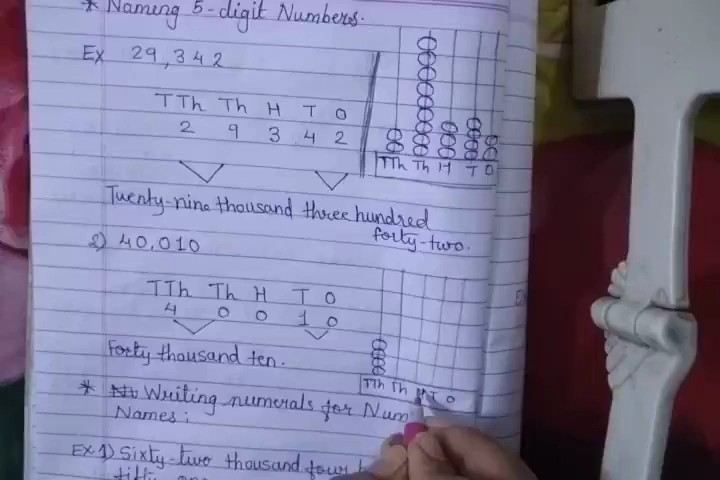 * Naming 5-digit Numbers.
Ex 29,342
TTh Th H T O
2 9 3 4 2
TTh Th H T O
Twenty-nine thousand three hundred
forty-two.
2) 40,010
TTh Th H T O
4 0 0 1 0
Forty thousand ten.
TTh Th H T O
* Writing numerals for Num
Names:
Ex 1) Sixty-two thousand four